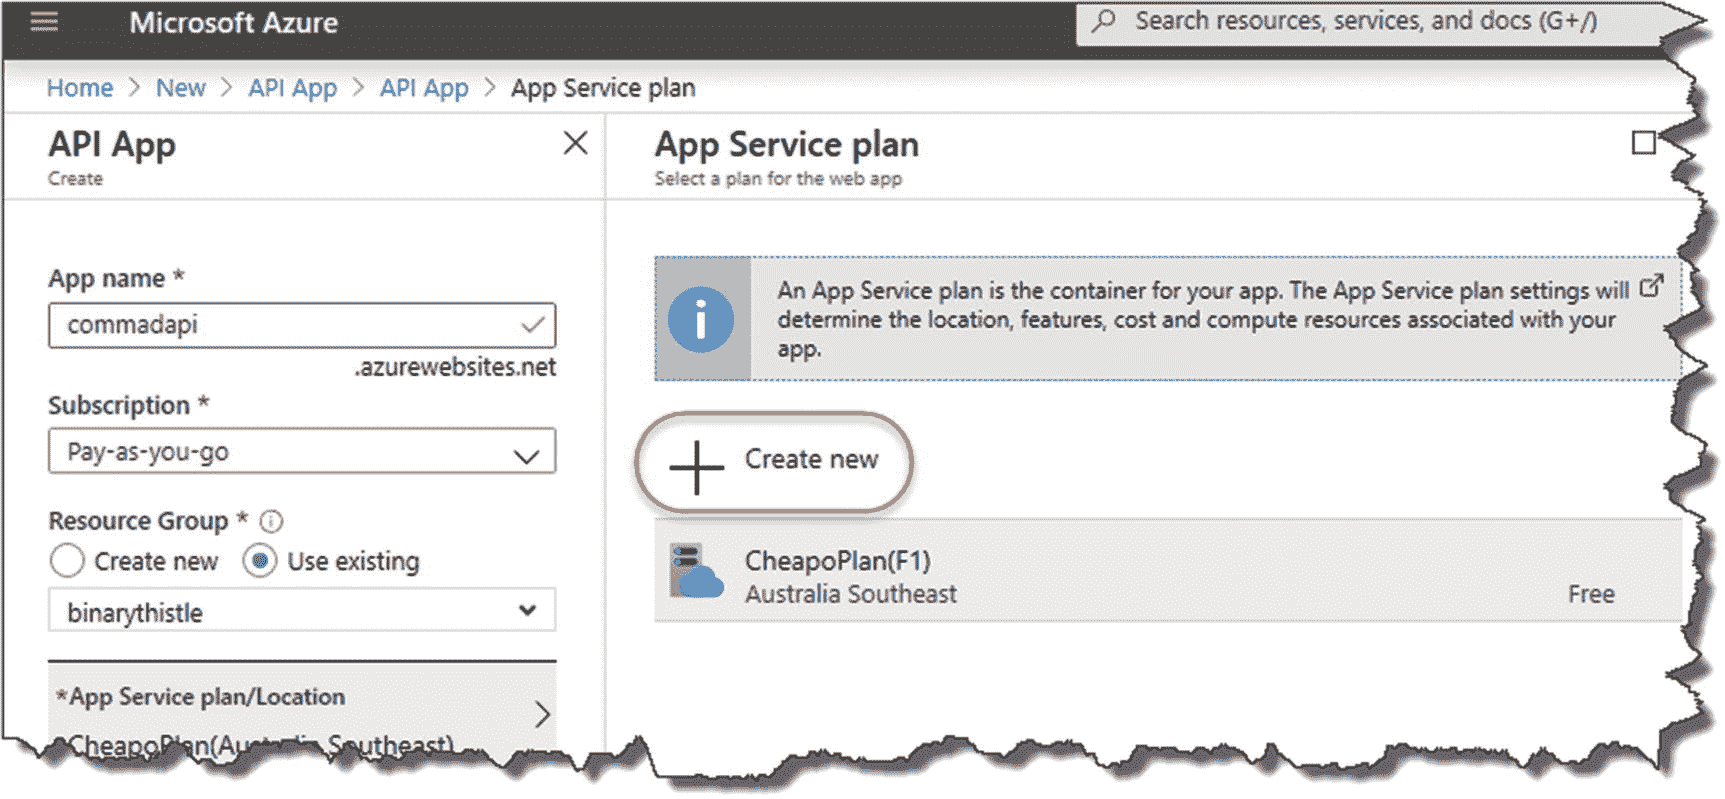 Microsoft Azure
Search resources, services, and docs (G+/)
Home > New > API App > API App > App Service plan
API App
Create
App name *
commadapi
.azurewebsites.net
Subscription *
Pay-as-you-go
Resource Group *
Create new
Use existing
binarythistle
*App Service plan/Location
CheapoPlan(Australia Southeast)
App Service plan
Select a plan for the web app
An App Service plan is the container for your app. The App Service plan settings will
determine the location, features, cost and compute resources associated with your
app.
Create new
CheapoPlan(F1)
Australia Southeast
Free